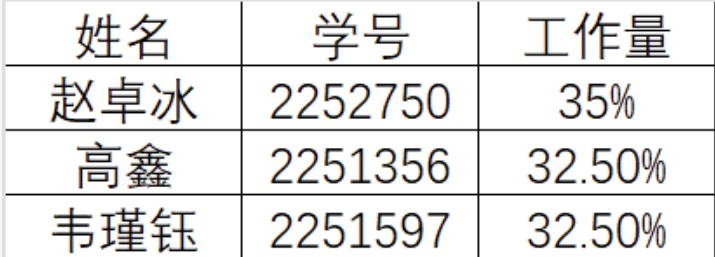 姓名 学号 工作量
赵卓冰 2252750 35%
高鑫 2251356 32.50%
韦瑾钰 2251597 32.50%